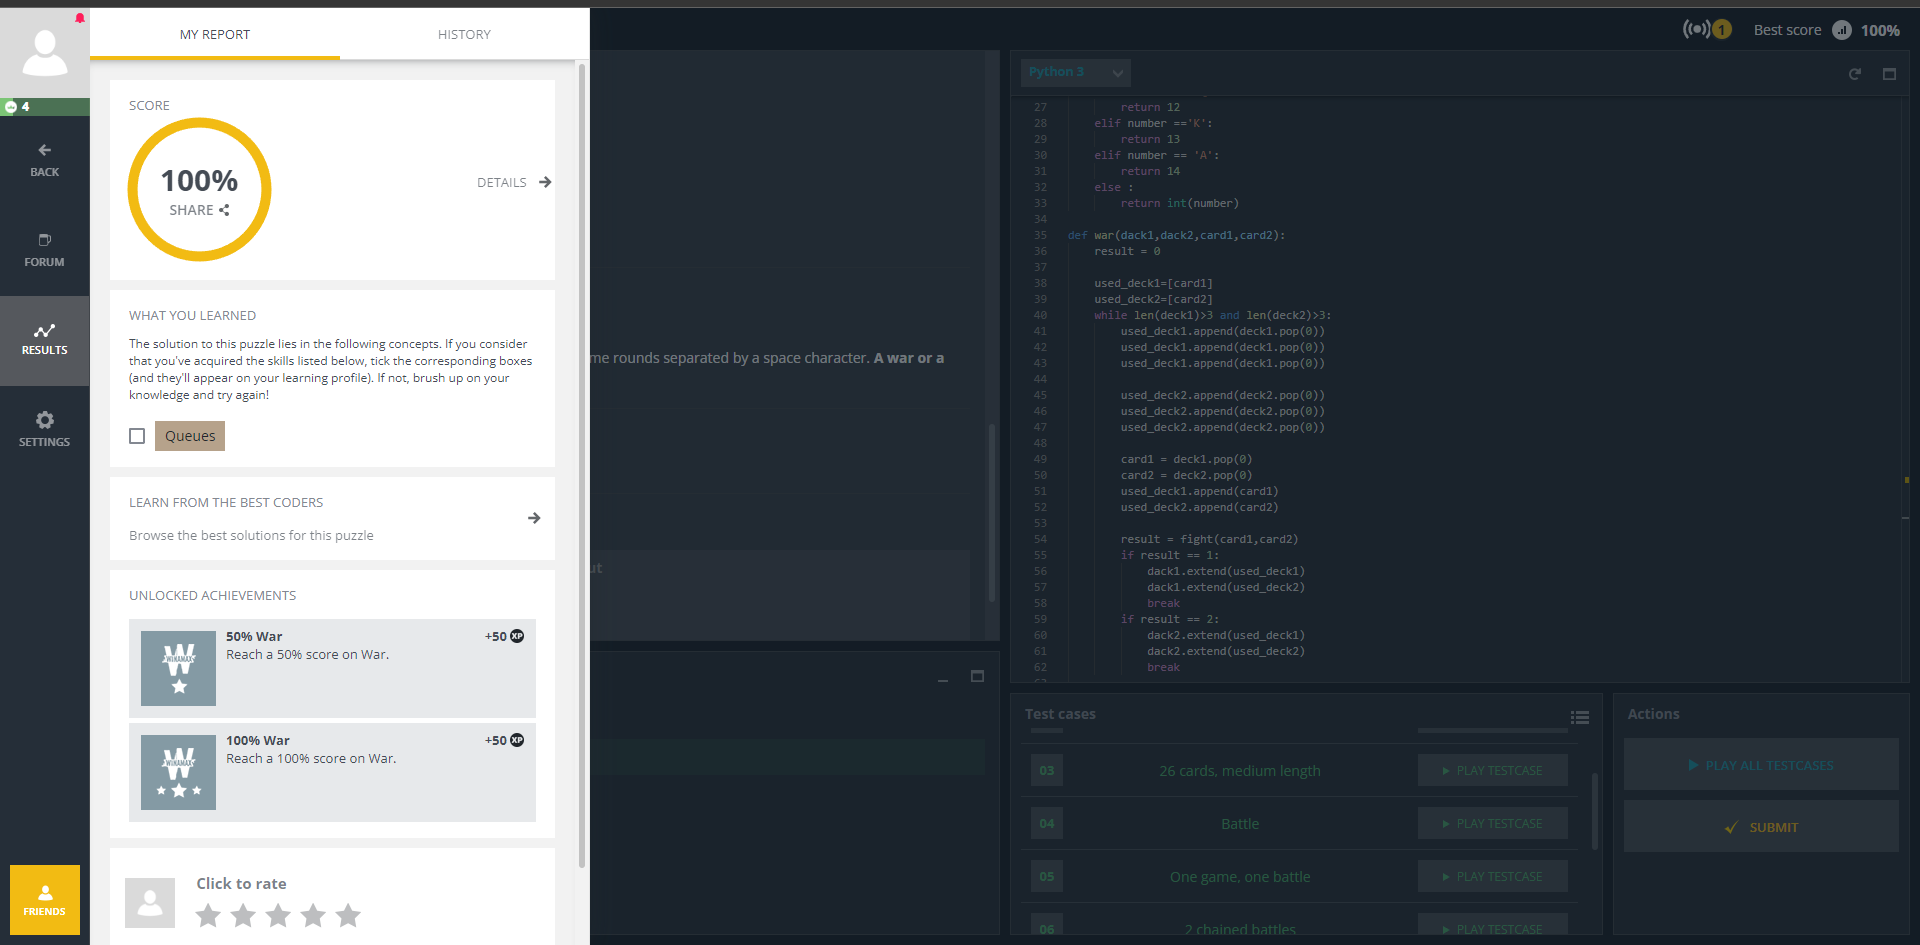 MY REPORT
HISTORY
4
BACK
FORUM
RESULTS
SETTINGS
FRIENDS
SCORE
100%
SHARE
DETAILS
WHAT YOU LEARNED
The solution to this puzzle lies in the following concepts. If you consider
that you've acquired the skills listed below, tick the corresponding boxes
(and they'll appear on your learning profile). If not, brush up on your
knowledge and try again!
Queues
LEARN FROM THE BEST CODERS
Browse the best solutions for this puzzle
UNLOCKED ACHIEVEMENTS
W
WINAMAX
50% War
+50 XP
Reach a 50% score on War.
W
WINAMAX
100% War
+50 XP
Reach a 100% score on War.
Click to rate
me rounds separated by a space character. A war or a
ut
1
Best score
100%
Python 3
27 return 12
28 elif number =='K':
29 return 13
30 elif number == 'A':
31 return 14
32 else :
33 return int(number)
34
35 def war(dack1,dack2,card1,card2):
36 result = 0
37
38 used_deck1=[card1]
39 used_deck2=[card2]
40 while len(deck1)>3 and len(deck2)>3:
41 used_deck1.append(deck1.pop(0))
42 used_deck1.append(deck1.pop(0))
43 used_deck1.append(deck1.pop(0))
44
45 used_deck2.append(deck2.pop(0))
46 used_deck2.append(deck2.pop(0))
47 used_deck2.append(deck2.pop(0))
48
49 card1 = deck1.pop(0)
50 card2 = deck2.pop(0)
51 used_deck1.append(card1)
52 used_deck2.append(card2)
53
54 result = fight(card1,card2)
55 if result == 1:
56 dack1.extend(used_deck1)
57 dack1.extend(used_deck2)
58 break
59 if result == 2:
60 dack2.extend(used_deck1)
61 dack2.extend(used_deck2)
62 break
Test cases
03 26 cards, medium length PLAY TESTCASE
04 Battle PLAY TESTCASE
05 One game, one battle PLAY TESTCASE
06 2 chained battles PLAY TESTCASE
Actions
PLAY ALL TESTCASES
SUBMIT